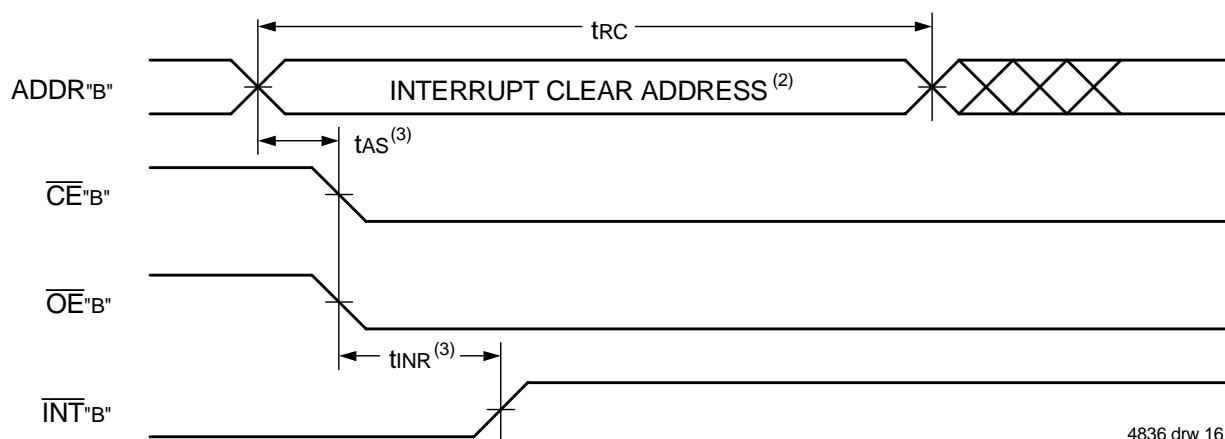 tRC
ADDR"B"
INTERRUPT CLEAR ADDRESS(2)
tAS(3)
CE"B"
OE"B"
tINR(3)
INT"B"
4836 drw 16